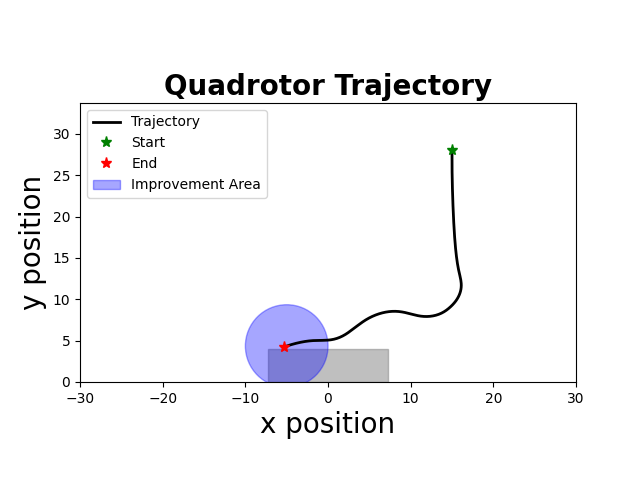 Quadrotor Trajectory
Trajectory
Start
End
Improvement Area
30
25
20
15
10
5
0
y position
−30
−20
−10
0
10
20
30
x position